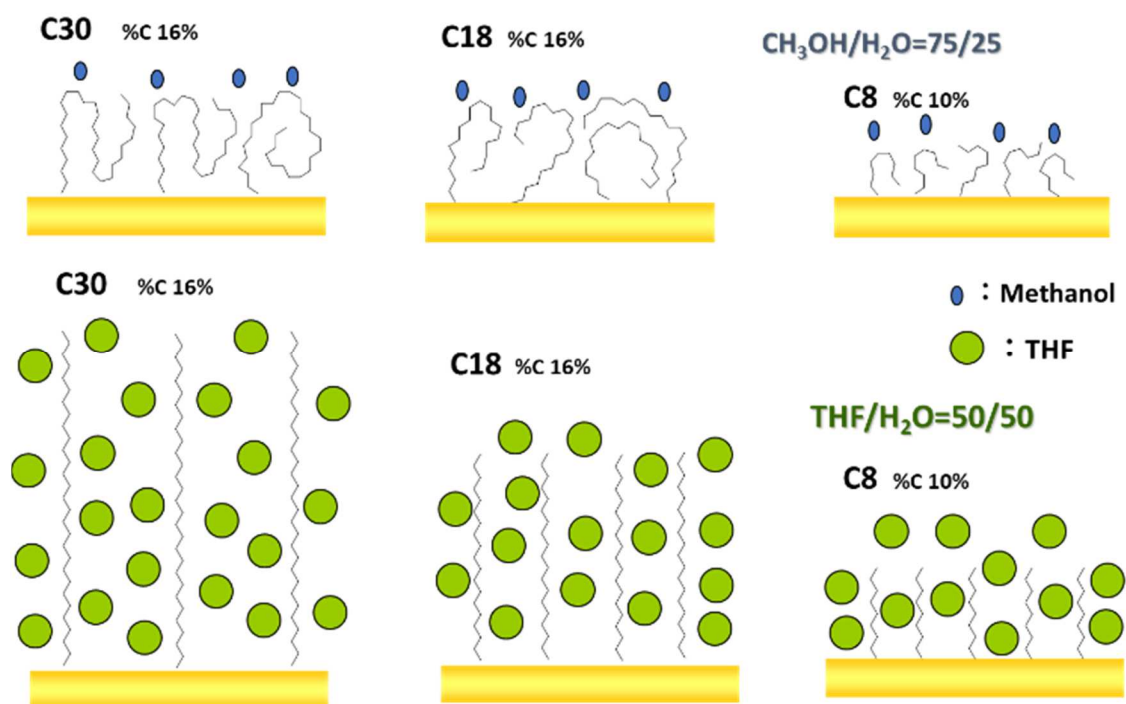 C30 %C 16%
C18 %C 16%
CH₃OH/H₂O=75/25
C8 %C 10%
C30 %C 16%
: Methanol
: THF
C18 %C 16%
THF/H₂O=50/50
C8 %C 10%